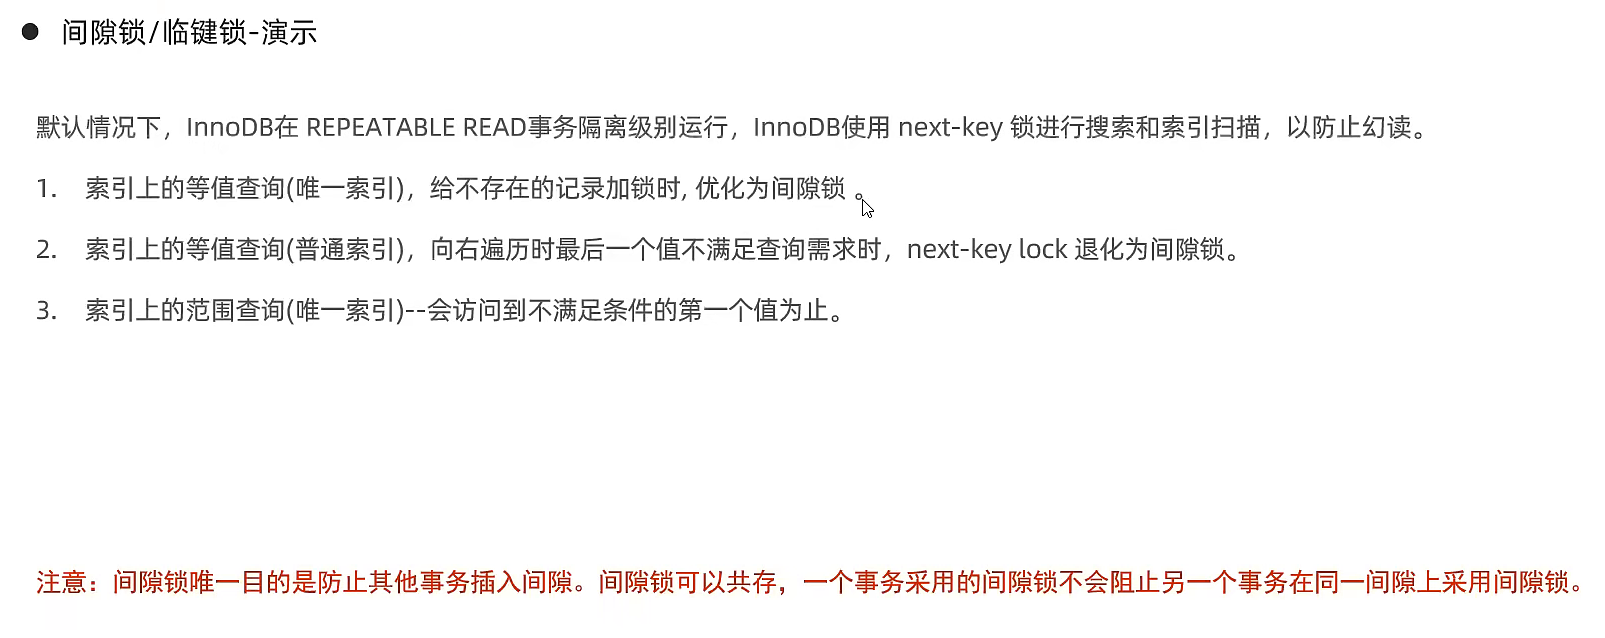 ● 间隙锁/临键锁-演示
默认情况下，InnoDB在 REPEATABLE READ事务隔离级别运行，InnoDB使用 next-key 锁进行搜索和索引扫描，以防止幻读。
1. 索引上的等值查询(唯一索引)，给不存在的记录加锁时, 优化为间隙锁 。
2. 索引上的等值查询(普通索引)，向右遍历时最后一个值不满足查询需求时，next-key lock 退化为间隙锁。
3. 索引上的范围查询(唯一索引)--会访问到不满足条件的第一个值为止。
注意：间隙锁唯一目的是防止其他事务插入间隙。间隙锁可以共存，一个事务采用的间隙锁不会阻止另一个事务在同一间隙上采用间隙锁。